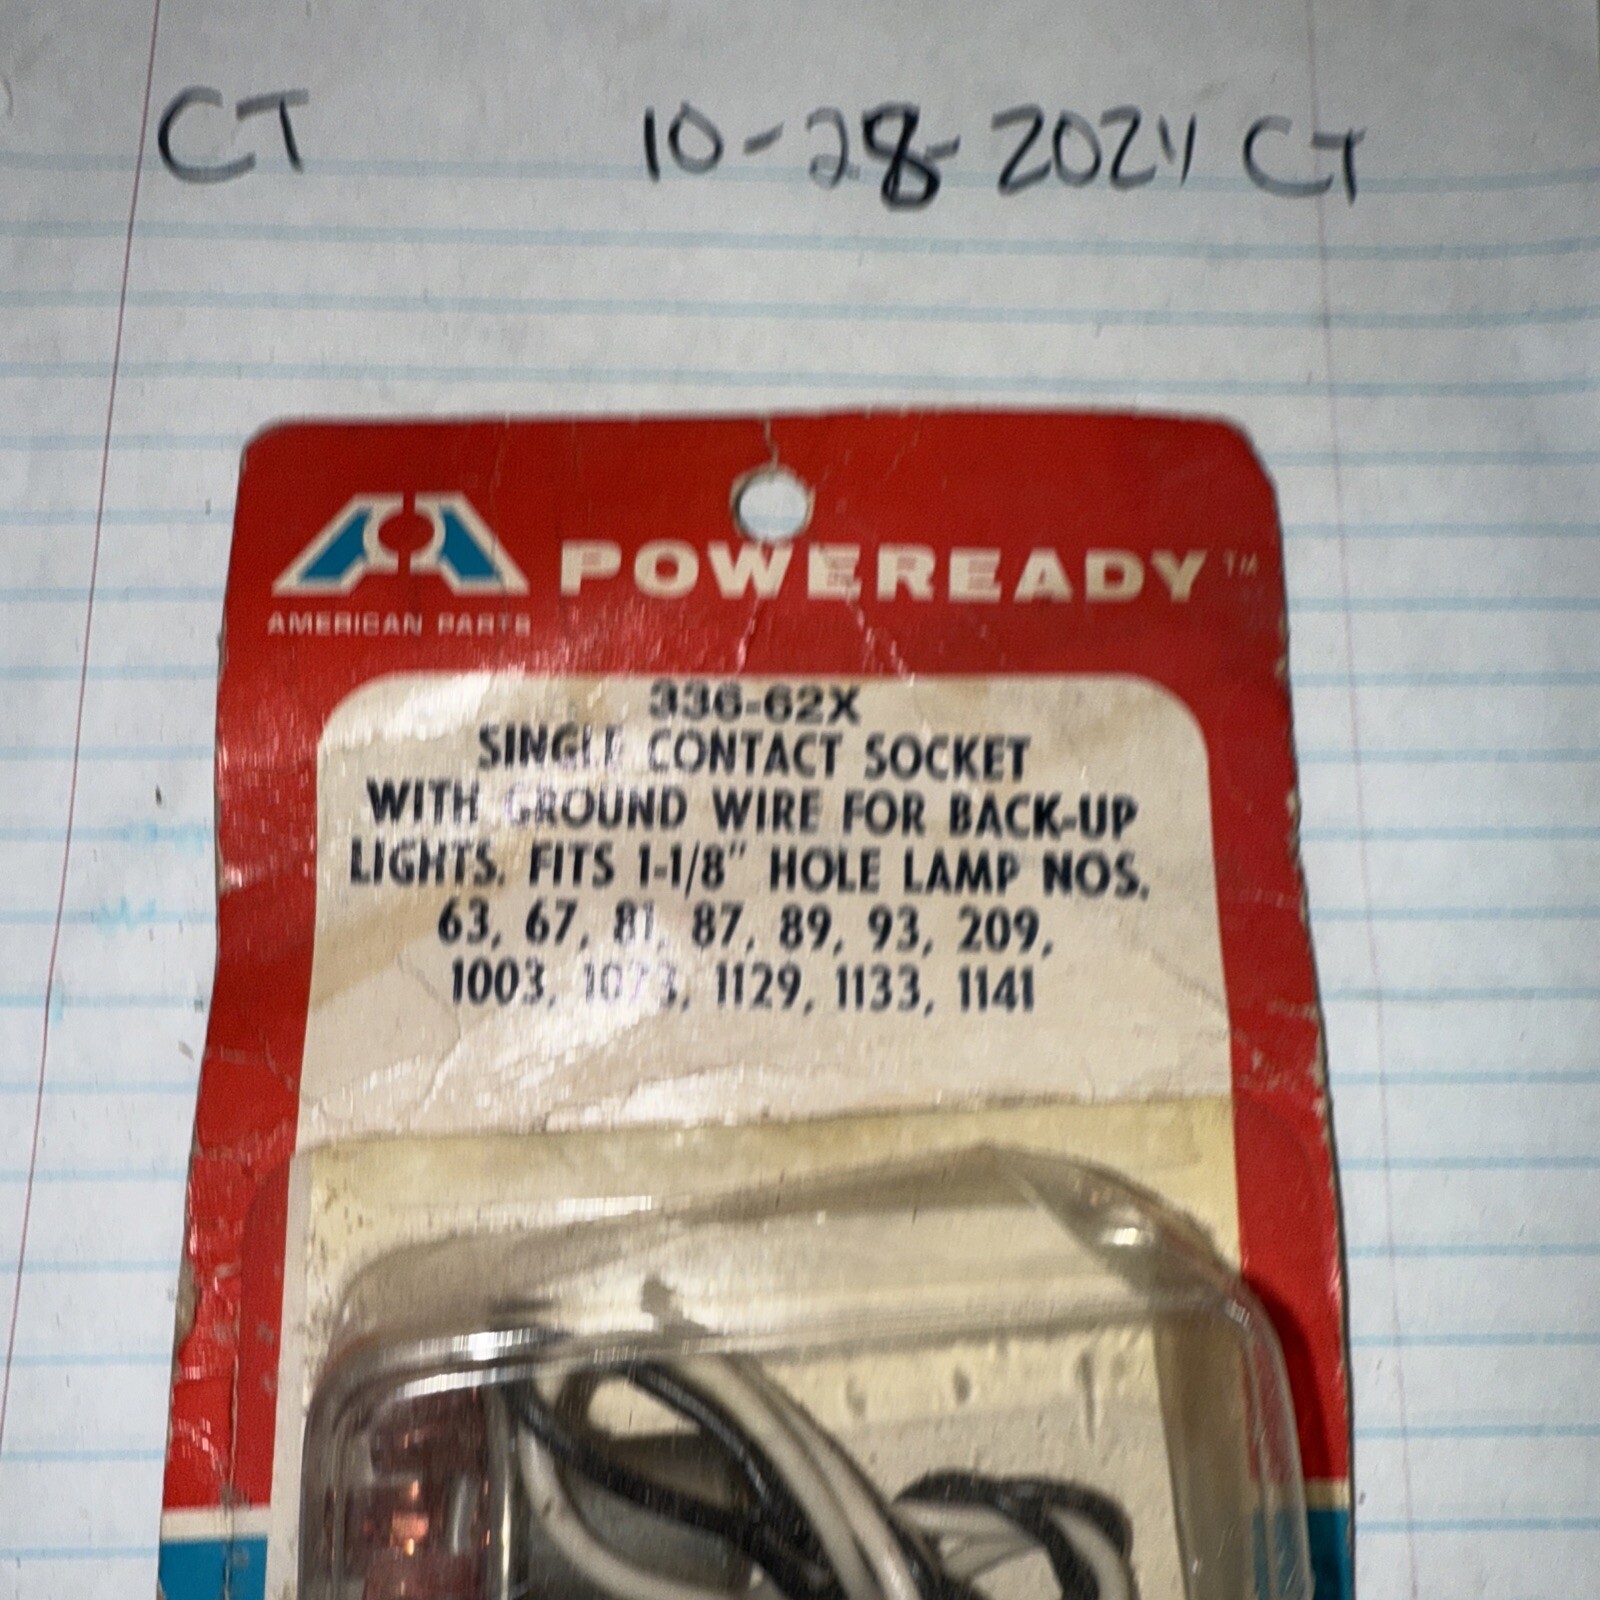 CT 10-28-2024 CT
POWEREADY™
AMERICAN PARTS
336-62X
SINGLE CONTACT SOCKET
WITH GROUND WIRE FOR BACK-UP
LIGHTS. FITS 1-1/8" HOLE LAMP NOS.
63, 67, 81, 87, 89, 93, 209,
1003, 1073, 1129, 1133, 1141